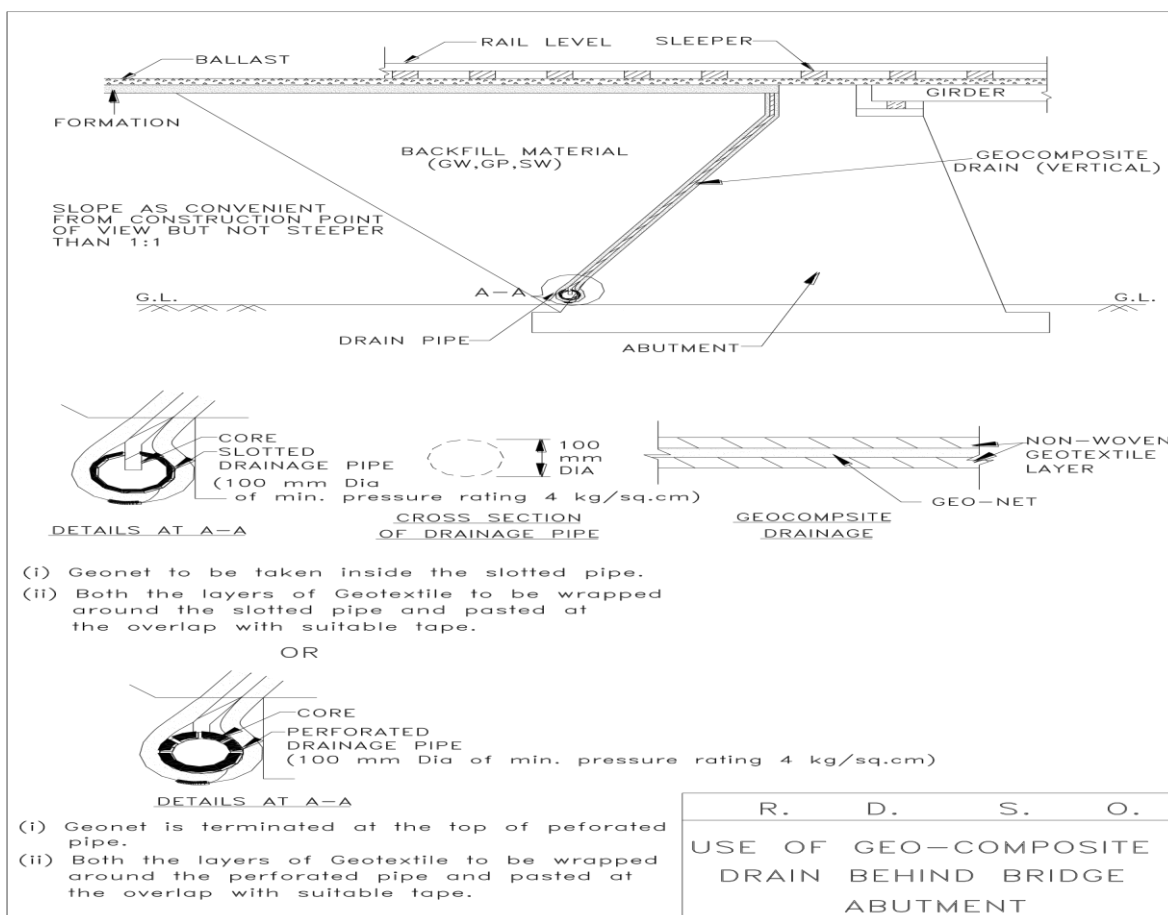 RAIL LEVEL
SLEEPER
BALLAST
GIRDER
FORMATION
BACKFILL MATERIAL
(GW,GP,SW)
GEOCOMPOSITE
DRAIN (VERTICAL)
SLOPE AS CONVENIENT
FROM CONSTRUCTION POINT
OF VIEW BUT NOT STEEPER
THAN 1:1
A-A
G.L.
G.L.
DRAIN PIPE
ABUTMENT
CORE
SLOTTED
DRAINAGE PIPE
(100 mm Dia
of min. pressure rating 4 kg/sq.cm)
DETAILS AT A-A
100
mm
DIA
CROSS SECTION
OF DRAINAGE PIPE
NON-WOVEN
GEOTEXTILE
LAYER
GEO-NET
GEOCOMPSITE
DRAINAGE
(i) Geonet to be taken inside the slotted pipe.
(ii) Both the layers of Geotextile to be wrapped
around the slotted pipe and pasted at
the overlap with suitable tape.
OR
CORE
PERFORATED
DRAINAGE PIPE
(100 mm Dia of min. pressure rating 4 kg/sq.cm)
DETAILS AT A-A
(i) Geonet is terminated at the top of peforated
pipe.
(ii) Both the layers of Geotextile to be wrapped
around the perforated pipe and pasted at
the overlap with suitable tape.
R. D. S. O.
USE OF GEO-COMPOSITE
DRAIN BEHIND BRIDGE
ABUTMENT